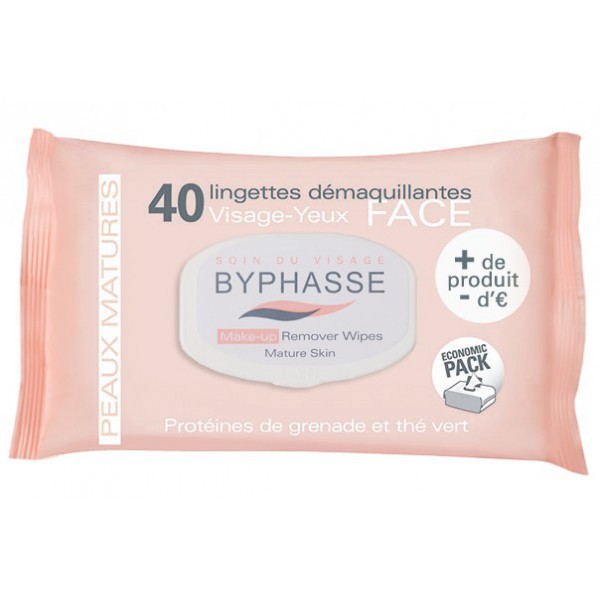 PEAUX MATURES
40 lingettes démaquillantes
Visage-Yeux FACE
SOIN DU VISAGE
BYPHASSE
Make-up Remover Wipes
Mature Skin
+ de
produit
- d'€
ECONOMIC
PACK
Protéines de grenade et thé vert